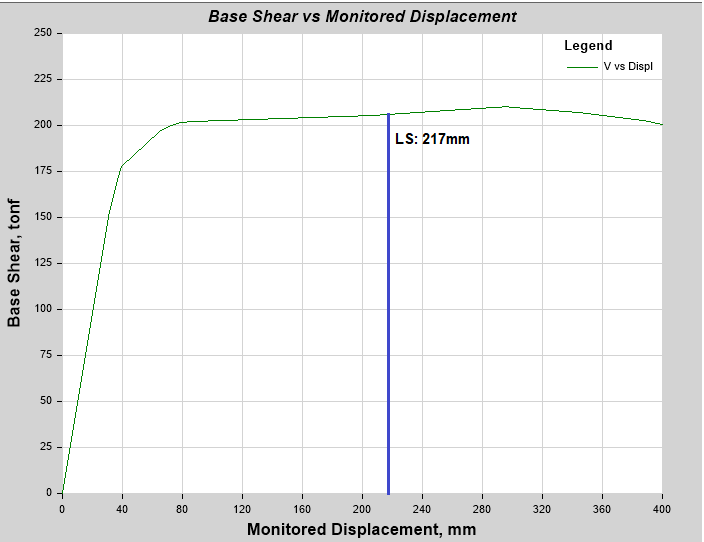 Base Shear vs Monitored Displacement
Legend
V vs Displ
LS: 217mm
Base Shear, tonf
250
225
200
175
150
125
100
75
50
25
0
0 40 80 120 160 200 240 280 320 360 400
Monitored Displacement, mm